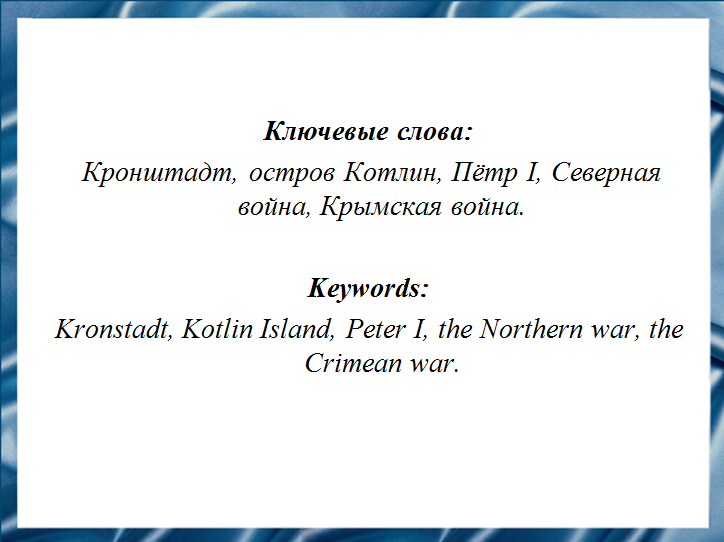 Ключевые слова:
Кронштадт, остров Котлин, Пётр I, Северная
война, Крымская война.
Keywords:
Kronstadt, Kotlin Island, Peter I, the Northern war, the
Crimean war.